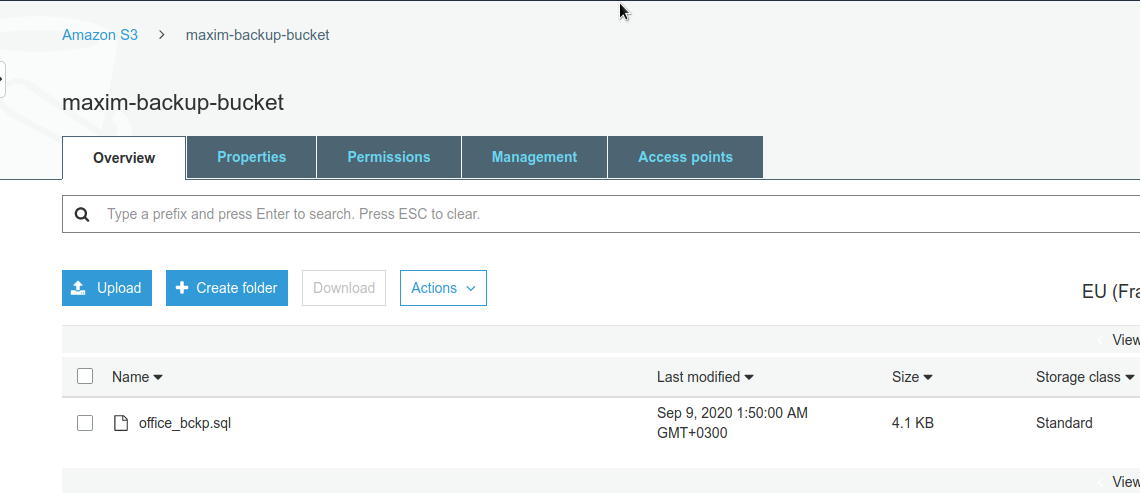 Amazon S3 > maxim-backup-bucket
maxim-backup-bucket
Overview Properties Permissions Management Access points
Type a prefix and press Enter to search. Press ESC to clear.
Upload Create folder Download Actions
EU (Fra
View
Name Last modified Size Storage class
office_bckp.sql Sep 9, 2020 1:50:00 AM GMT+0300 4.1 KB Standard
View